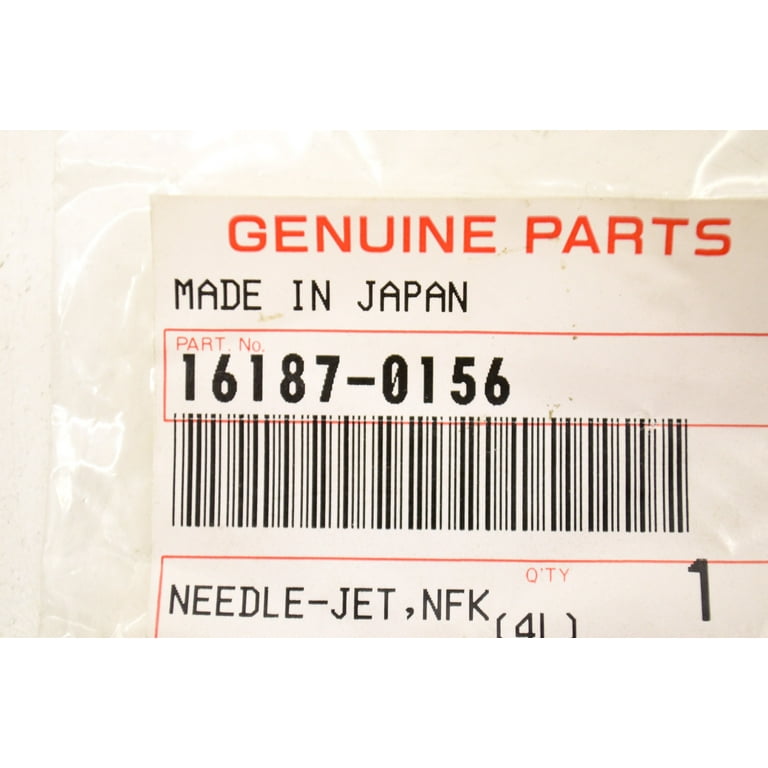 GENUINE PARTS
MADE IN JAPAN
PART. No.
16187-0156
Q'TY 1
NEEDLE-JET,NFK